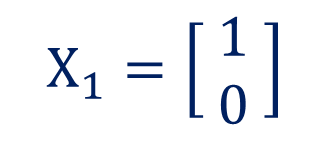 X₁ = [1
0]